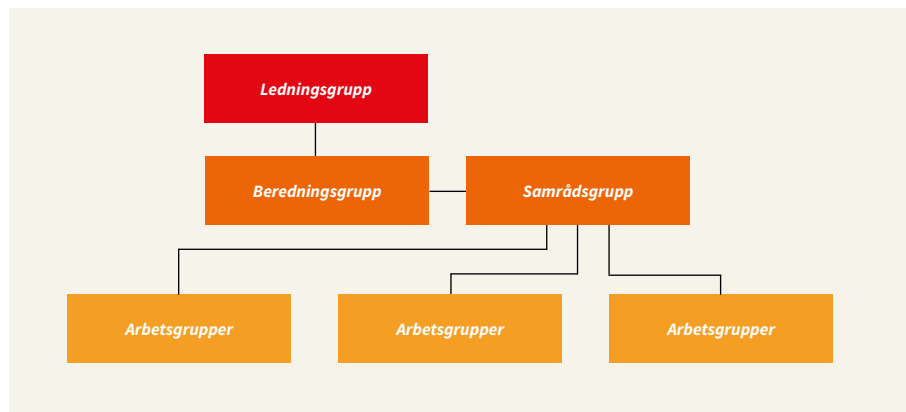 Ledningsgrupp
Beredningsgrupp
Samrådsgrupp
Arbetsgrupper
Arbetsgrupper
Arbetsgrupper